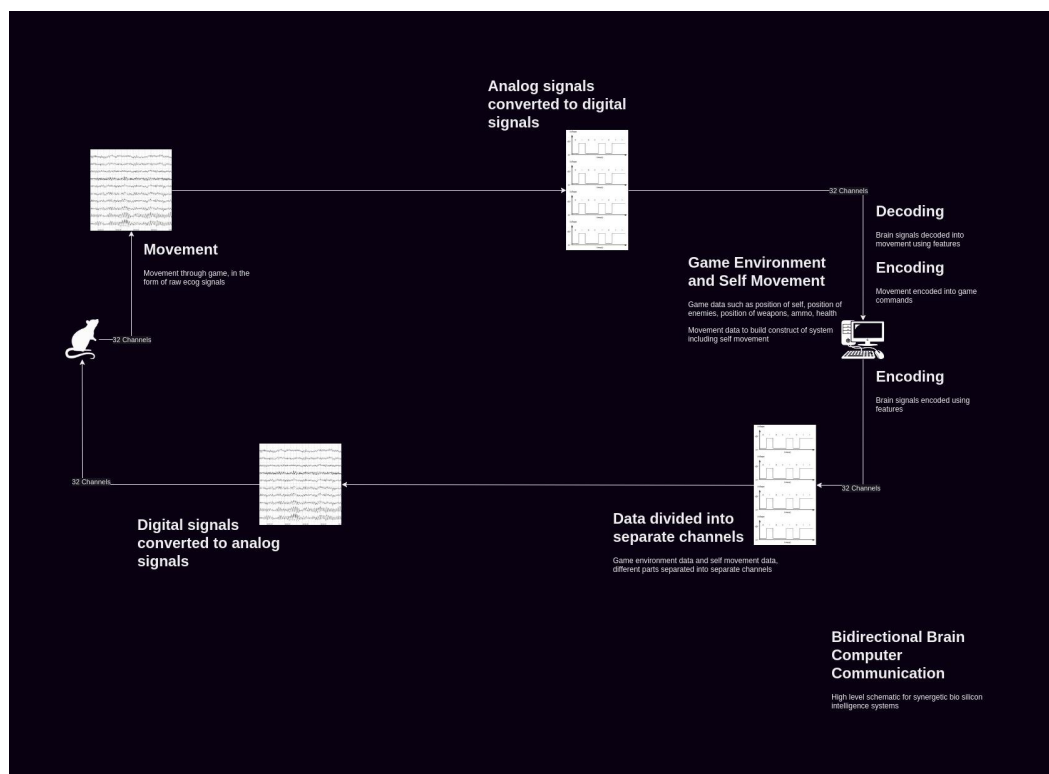 Analog signals
converted to digital
signals
32 Channels
Decoding
Brain signals decoded into
movement using features
Encoding
Movement encoded into game
commands
Movement
Movement through game, in the
form of raw ecog signals
Game Environment
and Self Movement
Game data such as position of self, position of
enemies, position of weapons, ammo, health
Movement data to build construct of system
including self movement
32 Channels
Encoding
Brain signals encoded using
features
32 Channels
32 Channels
Digital signals
converted to analog
signals
Data divided into
separate channels
Game environment data and self movement data,
different parts separated into separate channels
Bidirectional Brain
Computer
Communication
High level schematic for synergetic bio silicon
intelligence systems